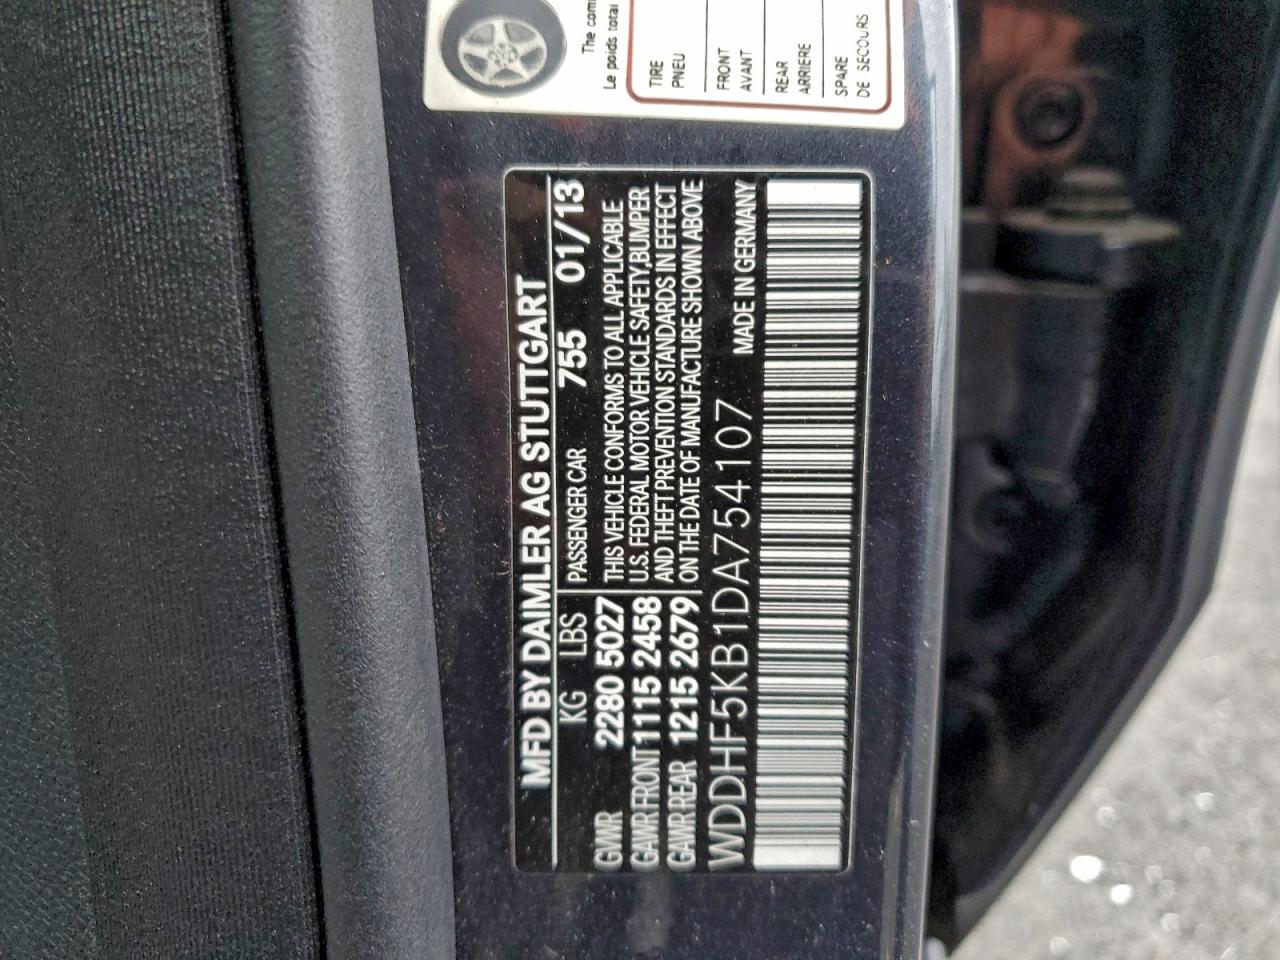 The com
Le poids total
TIRE
PNEU
FRONT
AVANT
REAR
ARRIERE
SPARE
DE SECOURS
MFD BY DAIMLER AG STUTTGART
KG LBS PASSENGER CAR 755 01/13
GVWR 2280 5027 THIS VEHICLE CONFORMS TO ALL APPLICABLE
GAWR FRONT 1115 2458 U.S. FEDERAL MOTOR VEHICLE SAFETY,BUMPER
GAWR REAR 1215 2679 AND THEFT PREVENTION STANDARDS IN EFFECT
ON THE DATE OF MANUFACTURE SHOWN ABOVE
WDDHF5KB1DA754107 MADE IN GERMANY